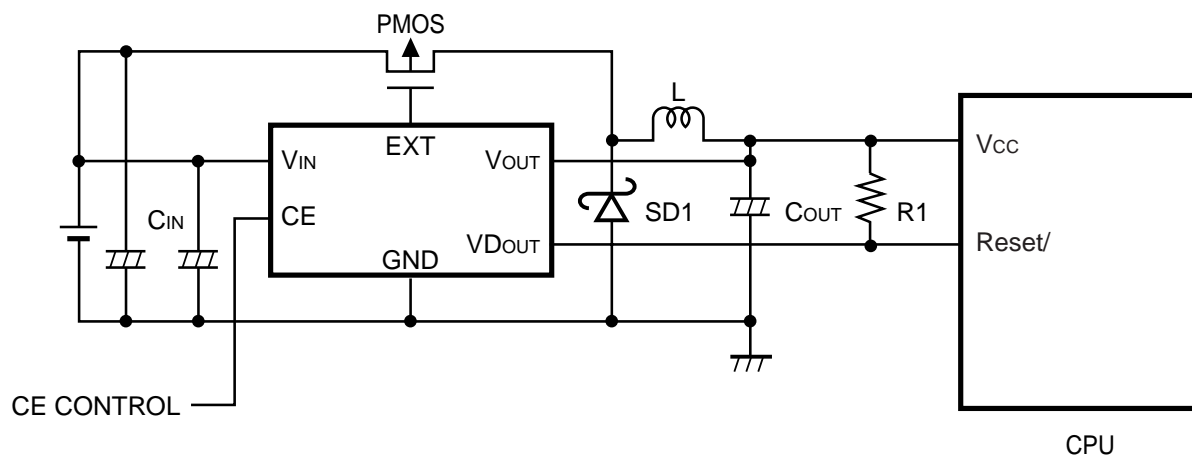 PMOS
L
EXT
VIN
VOUT
VCC
CIN
CE
SD1
COUT
R1
GND
VDOUT
Reset/
CE CONTROL
CPU